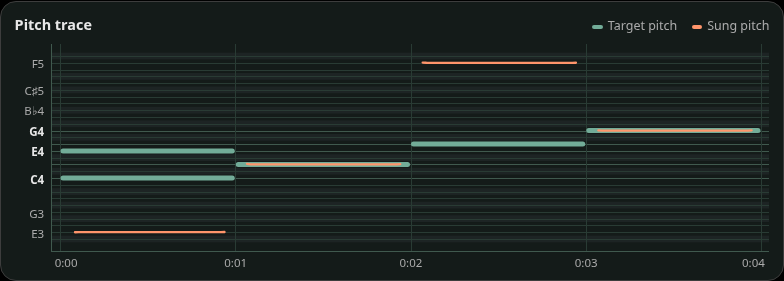 Pitch trace
Target pitch
Sung pitch
F5
C♯5
B♭4
G4
E4
C4
G3
E3
0:00
0:01
0:02
0:03
0:04